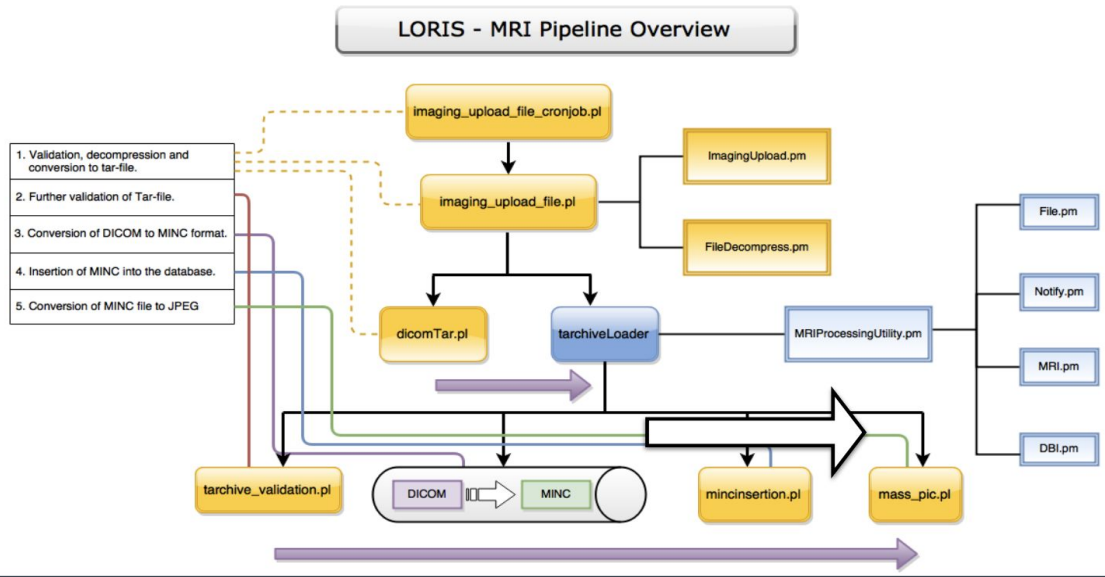 LORIS - MRI Pipeline Overview
imaging_upload_file_cronjob.pl
1. Validation, decompression and
conversion to tar-file.
2. Further validation of Tar-file.
3. Conversion of DICOM to MINC format.
4. Insertion of MINC into the database.
5. Conversion of MINC file to JPEG
imaging_upload_file.pl
ImagingUpload.pm
FileDecompress.pm
dicomTar.pl
tarchiveLoader
MRIProcessingUtility.pm
File.pm
Notify.pm
MRI.pm
DBI.pm
tarchive_validation.pl
DICOM
MINC
mincinsertion.pl
mass_pic.pl